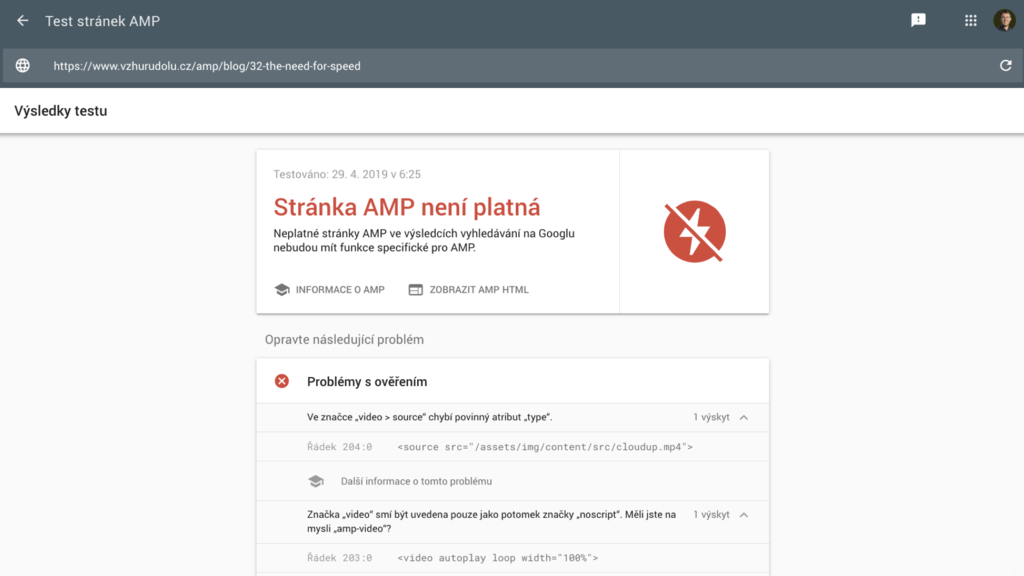 Test stránek AMP
https://www.vzhurudolu.cz/amp/blog/32-the-need-for-speed
Výsledky testu
Testováno: 29. 4. 2019 v 6:25
Stránka AMP není platná
Neplatné stránky AMP ve výsledcích vyhledávání na Googlu
nebudou mít funkce specifické pro AMP.
INFORMACE O AMP ZOBRAZIT AMP HTML
Opravte následující problém
Problémy s ověřením
Ve značce „video > source“ chybí povinný atribut „type“. 1 výskyt
Řádek 204:0 <source src="/assets/img/content/src/cloudup.mp4">
Další informace o tomto problému
Značka „video“ smí být uvedena pouze jako potomek značky „noscript“. Měli jste na 1 výskyt
mysli „amp-video“?
Řádek 203:0 <video autoplay loop width="100%">